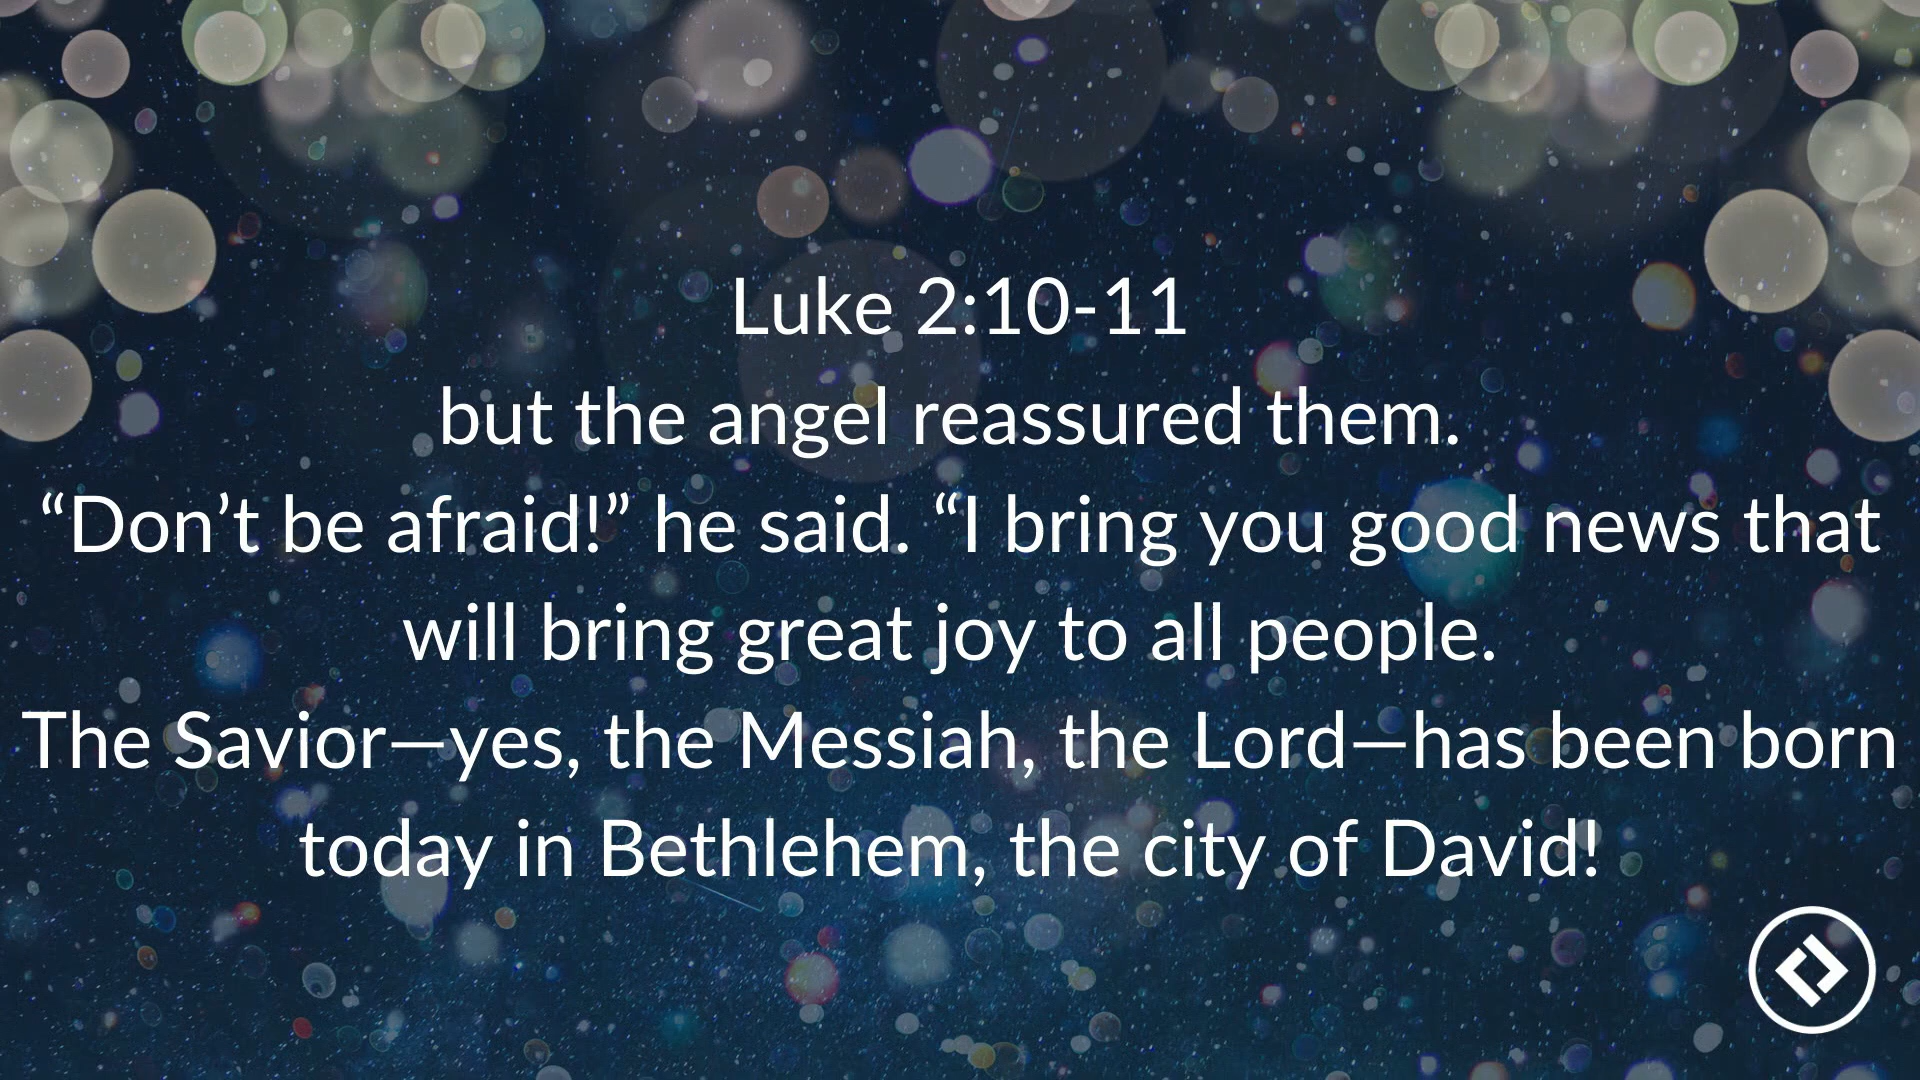 Luke 2:10-11
but the angel reassured them.
“Don’t be afraid!” he said. “I bring you good news that
will bring great joy to all people.
The Savior—yes, the Messiah, the Lord—has been born
today in Bethlehem, the city of David!